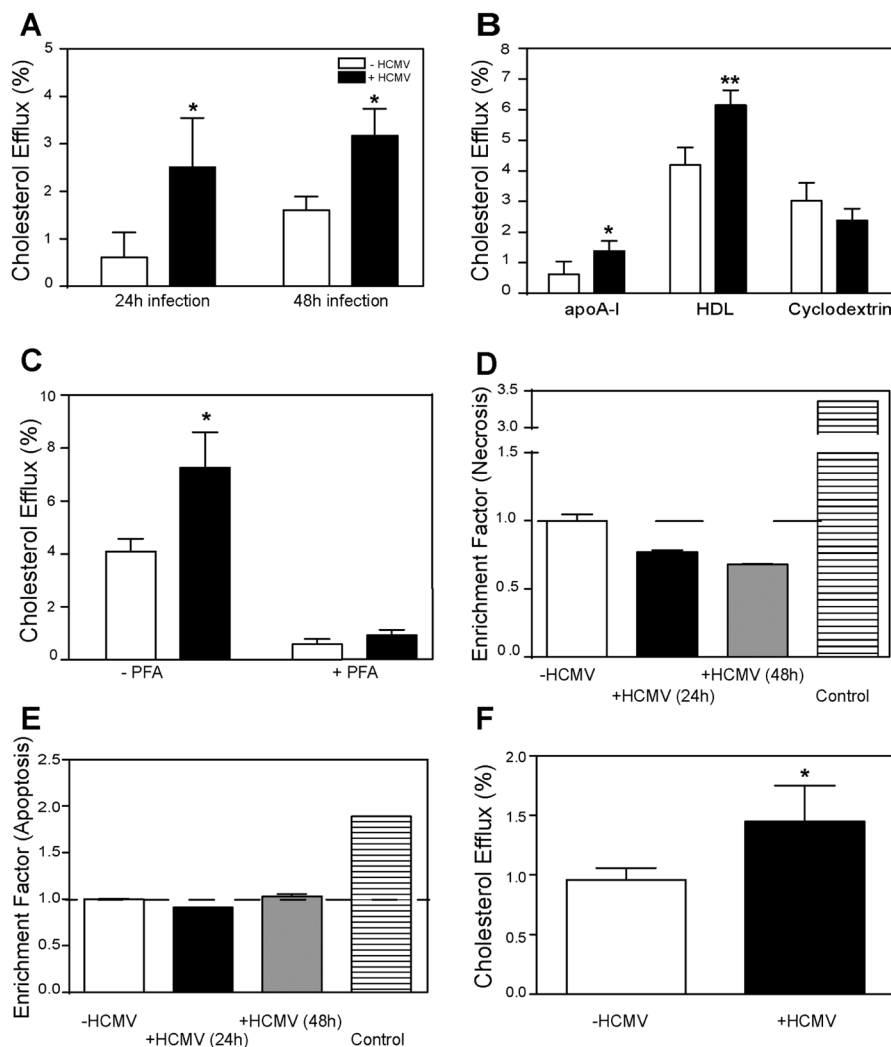 A
Cholesterol Efflux (%)
5
4
3
2
1
0
- HCMV
+ HCMV
*
*
24h infection
48h infection
B
Cholesterol Efflux (%)
8
7
6
5
4
3
2
1
0
*
**
apoA-I
HDL
Cyclodextrin
C
Cholesterol Efflux (%)
10
8
6
4
2
0
*
- PFA
+ PFA
D
Enrichment Factor (Necrosis)
3.5
3.0
1.5
1.0
0.5
0.0
-HCMV
+HCMV (24h)
+HCMV (48h)
Control
E
Enrichment Factor (Apoptosis)
2.5
2.0
1.5
1.0
0.5
0.0
-HCMV
+HCMV (24h)
+HCMV (48h)
Control
F
Cholesterol Efflux (%)
2.0
1.5
1.0
0.5
0.0
*
-HCMV
+HCMV